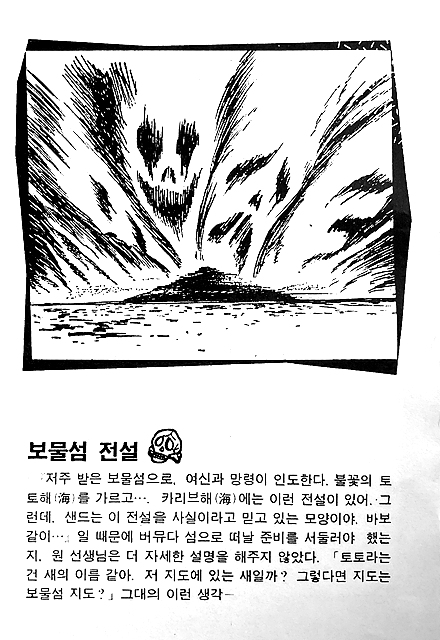 보물섬 전설
「저주 받은 보물섬으로, 여신과 망령이 인도한다. 불꽃의 토
토해(海)를 가르고…. 카리브해(海)에는 이런 전설이 있어. 그
런데, 샌드는 이 전설을 사실이라고 믿고 있는 모양이야. 바보
같이…」 일 때문에 버뮤다 섬으로 떠날 준비를 서둘러야 했는
지, 원 선생님은 더 자세한 설명을 해주지 않았다. 「토토라는
건 새의 이름 같아. 저 지도에 있는 새일까? 그렇다면 지도는
보물섬 지도?」 그대의 이런 생각—